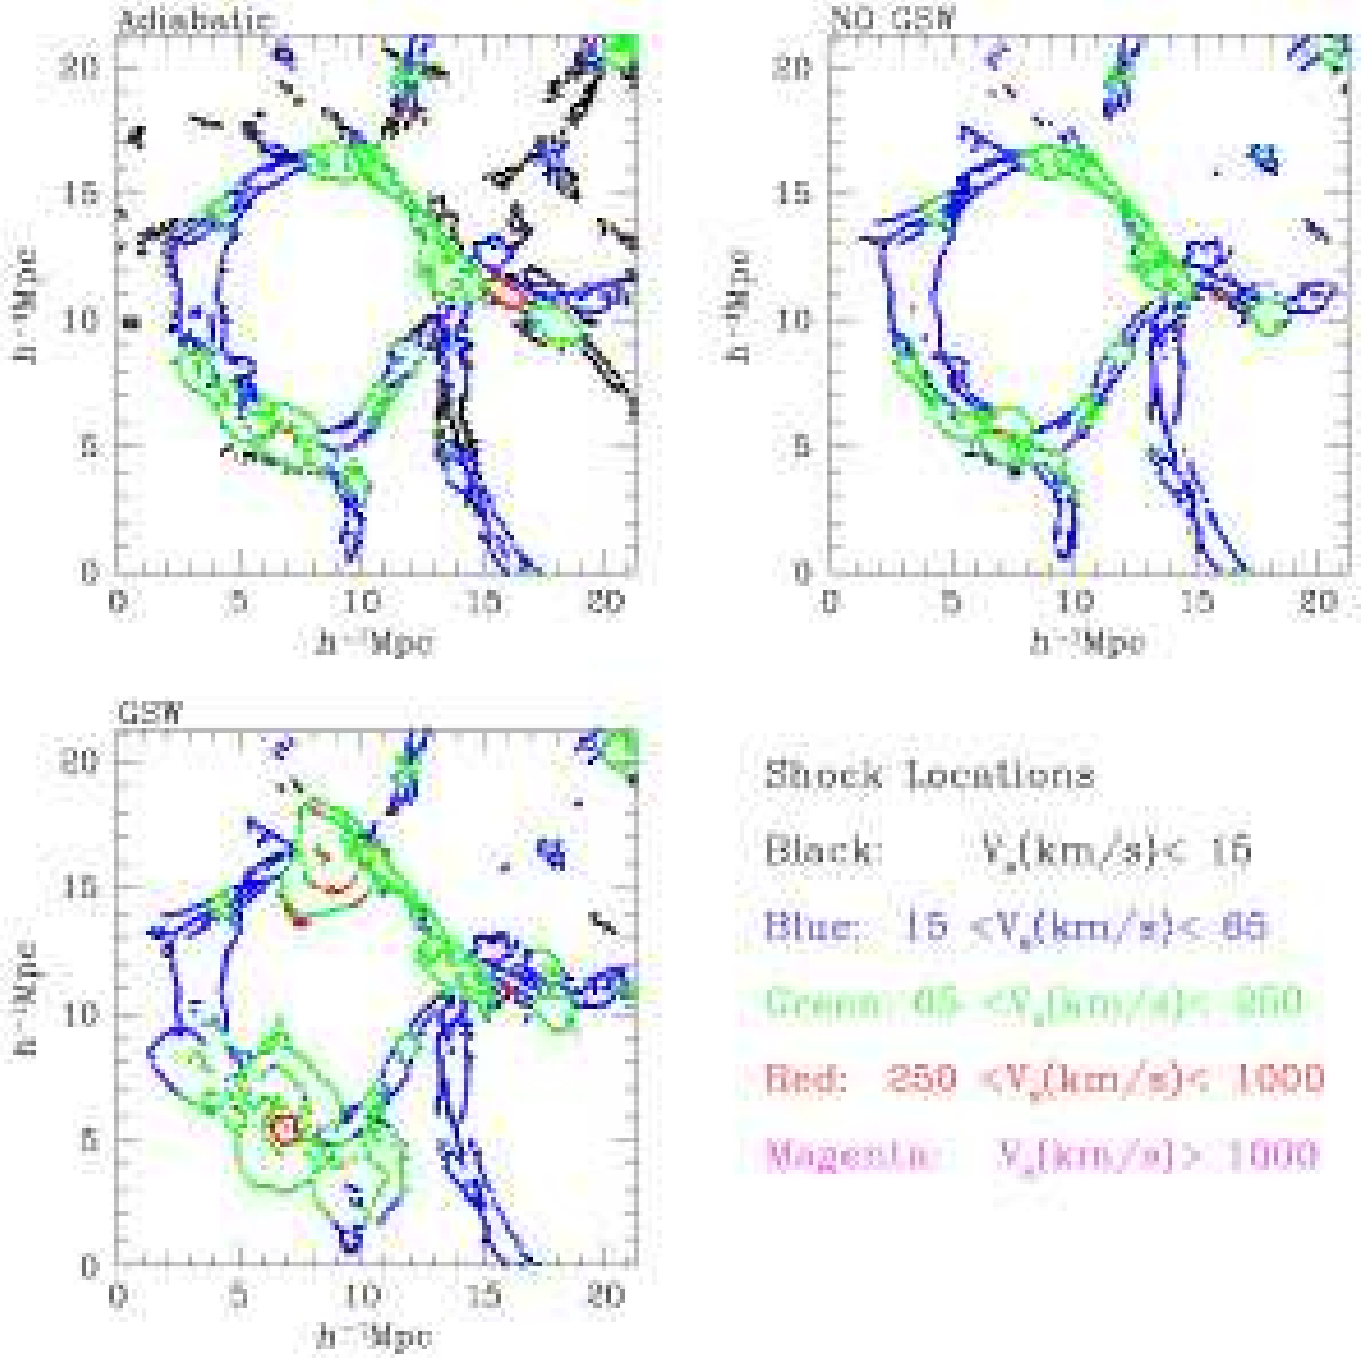 Adiabatic
20
15
10
5
0
0 5 10 15 20
h⁻¹Mpc
h⁻¹Mpc
NO GSW
20
15
10
5
0
0 5 10 15 20
h⁻¹Mpc
h⁻¹Mpc
GSW
20
15
10
5
0
0 5 10 15 20
h⁻¹Mpc
h⁻¹Mpc
Shock Locations
Black: Vₛ(km/s)< 15
Blue: 15 <Vₛ(km/s)< 65
Green: 65 <Vₛ(km/s)< 250
Red: 250 <Vₛ(km/s)< 1000
Magenta: Vₛ(km/s)> 1000